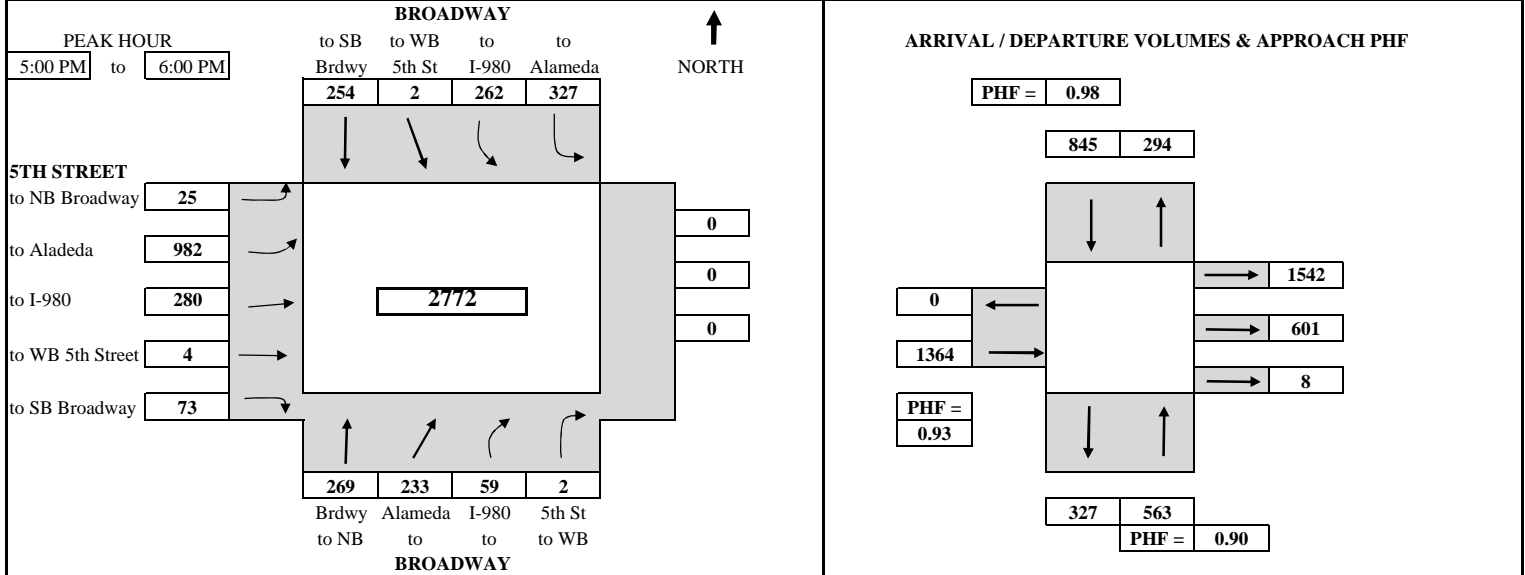 BROADWAY
PEAK HOUR
5:00 PM to 6:00 PM
to SB to WB to to
Brdwy 5th St I-980 Alameda
254 2 262 327
NORTH
5TH STREET
to NB Broadway 25
to Aladeda 982
to I-980 280
to WB 5th Street 4
to SB Broadway 73
2772
0
0
0
269 233 59 2
Brdwy Alameda I-980 5th St
to NB to to to WB
BROADWAY
ARRIVAL / DEPARTURE VOLUMES & APPROACH PHF
PHF = 0.98
845 294
1542
0
601
1364
8
PHF =
0.93
327 563
PHF = 0.90